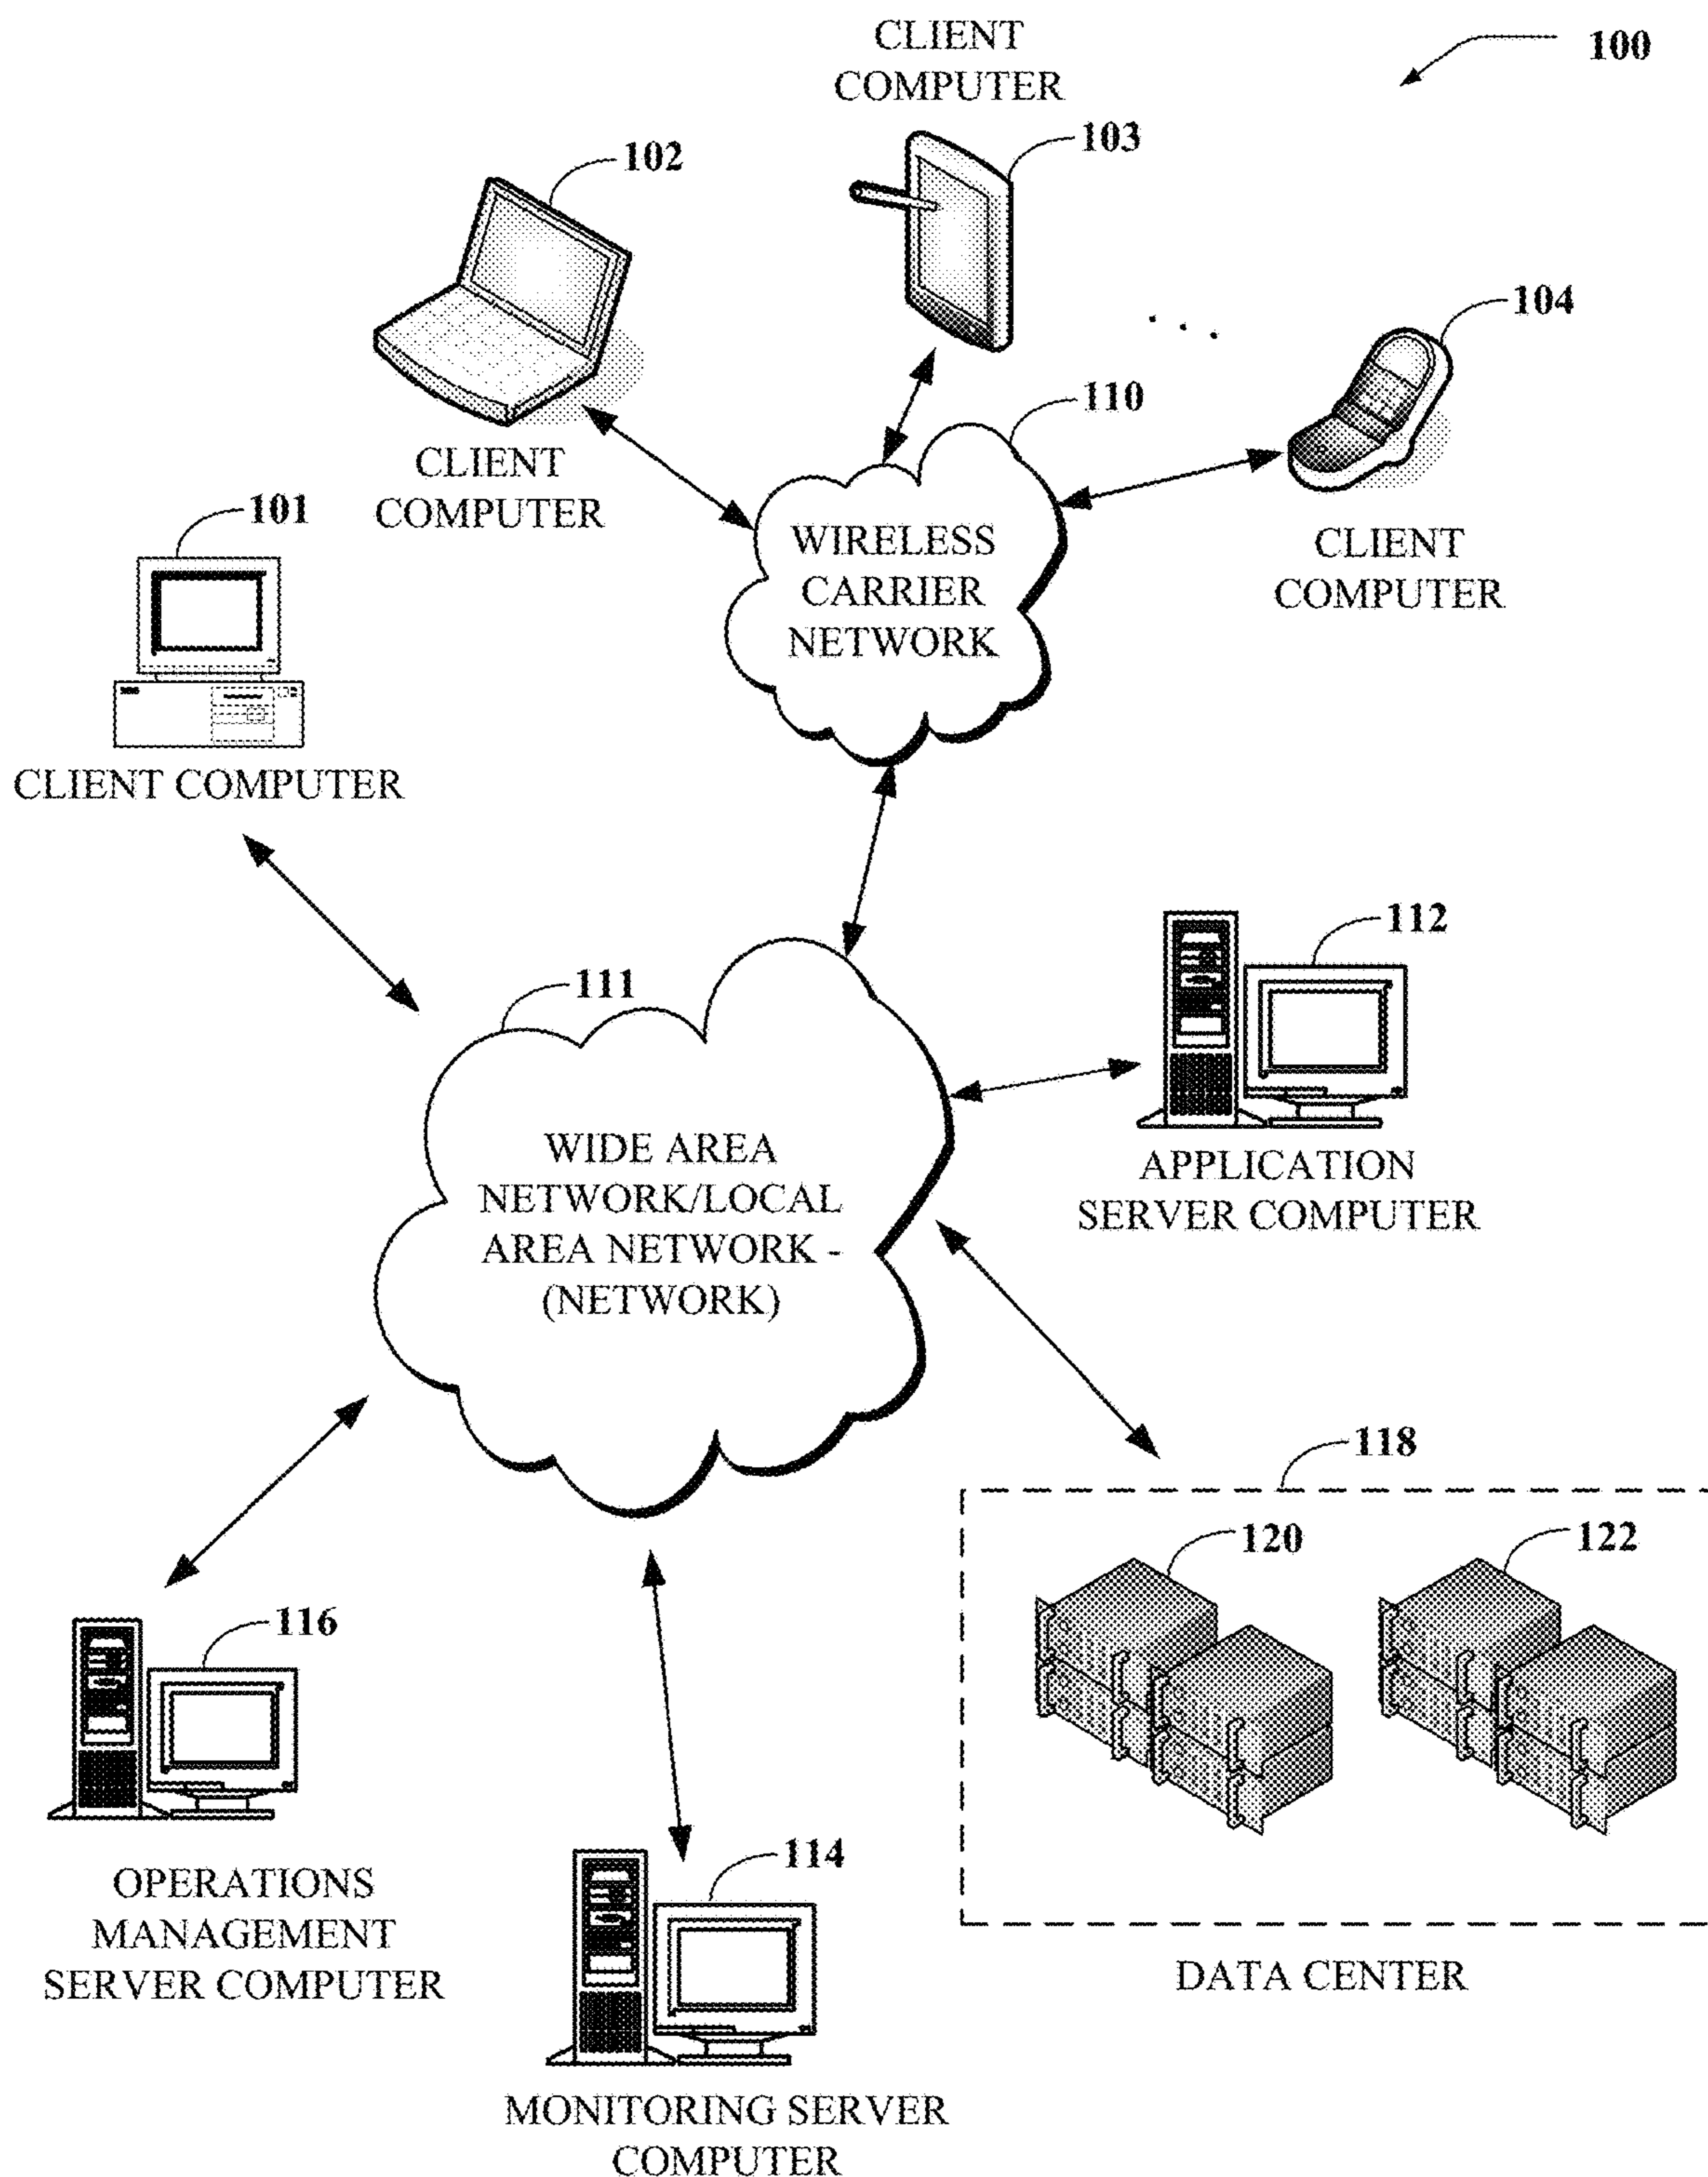 CLIENT
COMPUTER
100
103
102
104
110
CLIENT
COMPUTER
101
WIRELESS
CARRIER
NETWORK
CLIENT
COMPUTER
CLIENT COMPUTER
112
111
WIDE AREA
NETWORK/LOCAL
AREA NETWORK -
(NETWORK)
APPLICATION
SERVER COMPUTER
118
120
122
116
OPERATIONS
MANAGEMENT
SERVER COMPUTER
114
DATA CENTER
MONITORING SERVER
COMPUTER